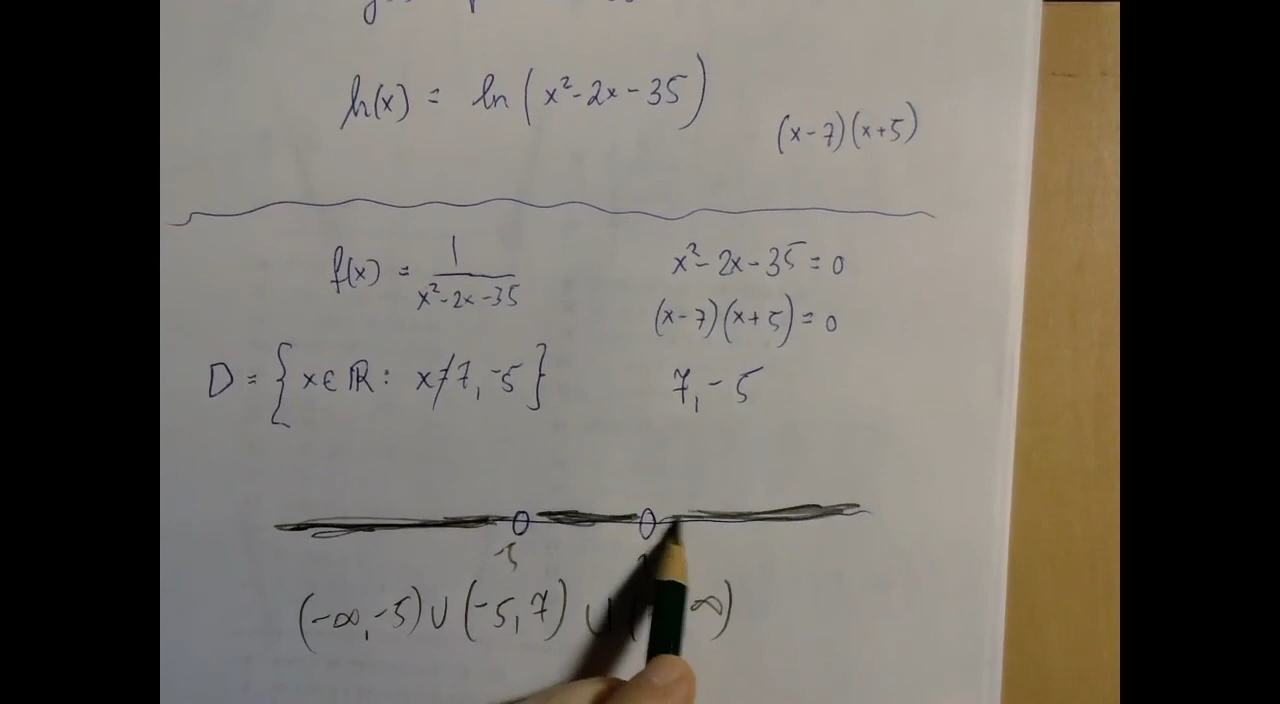 h(x) = ln(x²-2x-35)
(x-7)(x+5)
f(x) = 1/(x²-2x-35)
x²-2x-35=0
(x-7)(x+5)=0
D = {x∈ℝ: x≠7,-5}
7,-5
-5
(-∞,-5)∪(-5,7) ∪( ∞)